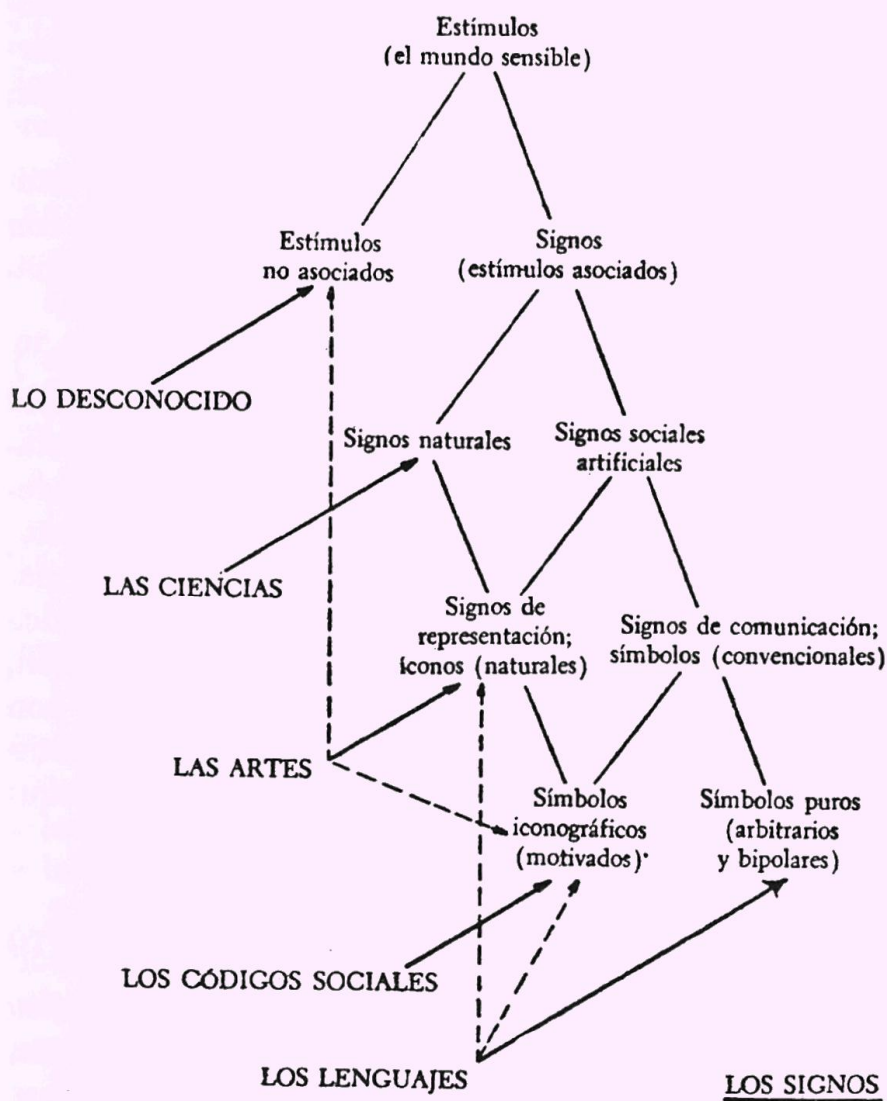 Estímulos
(el mundo sensible)
Estímulos
no asociados
Signos
(estímulos asociados)
LO DESCONOCIDO
Signos naturales
Signos sociales
artificiales
LAS CIENCIAS
Signos de
representación;
íconos (naturales)
Signos de comunicación;
símbolos (convencionales)
LAS ARTES
Símbolos
iconográficos
(motivados)
Símbolos puros
(arbitrarios
y bipolares)
LOS CÓDIGOS SOCIALES
LOS LENGUAJES
LOS SIGNOS